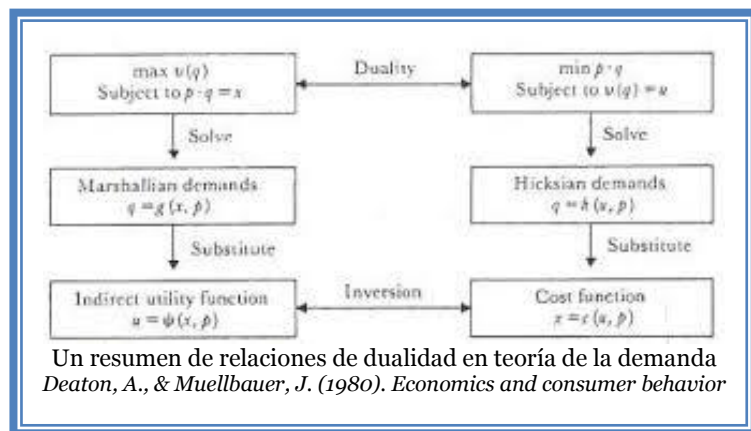 max v(q)
Subject to p · q = x
Duality
min p · q
Subject to v(q) = u
Solve
Solve
Marshallian demands
q = g(x, p)
Hicksian demands
q = h(u, p)
Substitute
Substitute
Indirect utility function
u = ψ(x, p)
Inversion
Cost function
x = c(u, p)
Un resumen de relaciones de dualidad en teoría de la demanda
Deaton, A., & Muellbauer, J. (1980). Economics and consumer behavior